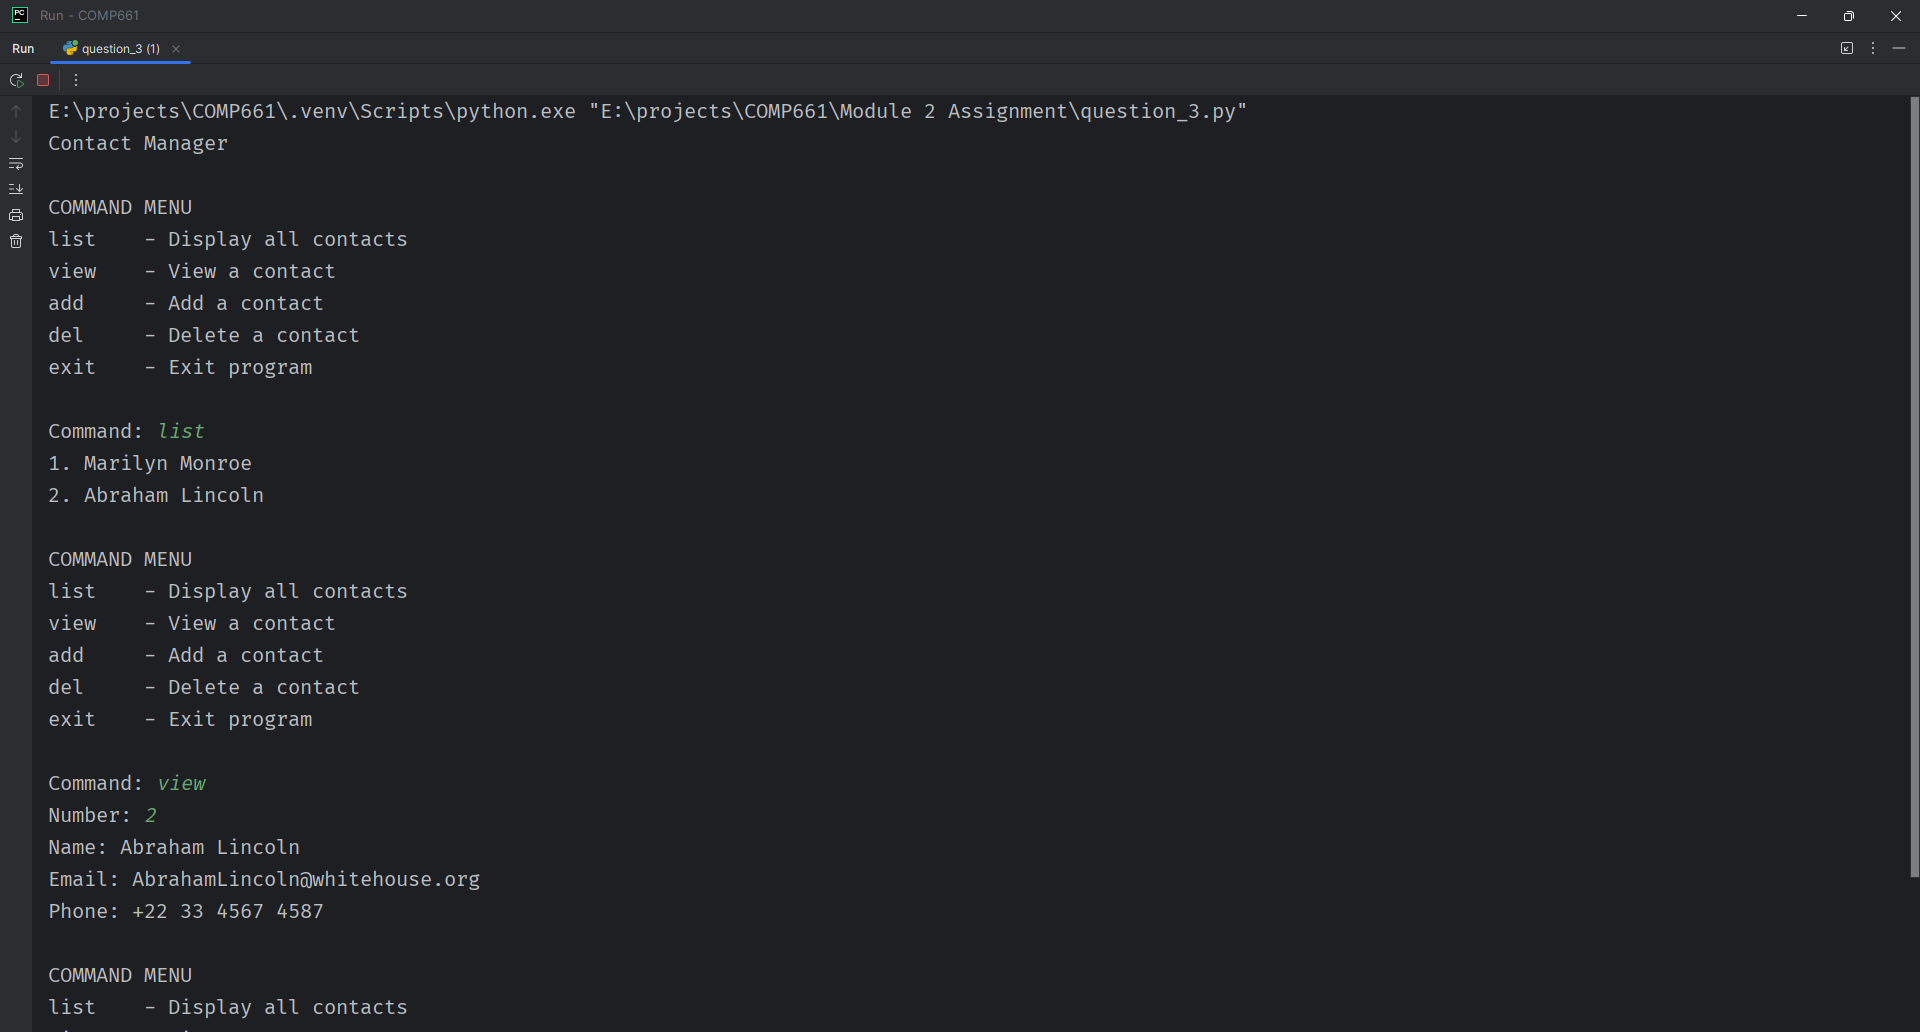 PC Run - COMP661
Run question_3 (1)
E:\projects\COMP661\.venv\Scripts\python.exe "E:\projects\COMP661\Module 2 Assignment\question_3.py"
Contact Manager
COMMAND MENU
list    - Display all contacts
view    - View a contact
add     - Add a contact
del     - Delete a contact
exit    - Exit program
Command: list
1. Marilyn Monroe
2. Abraham Lincoln
COMMAND MENU
list    - Display all contacts
view    - View a contact
add     - Add a contact
del     - Delete a contact
exit    - Exit program
Command: view
Number: 2
Name: Abraham Lincoln
Email: AbrahamLincoln@whitehouse.org
Phone: +22 33 4567 4587
COMMAND MENU
list    - Display all contacts